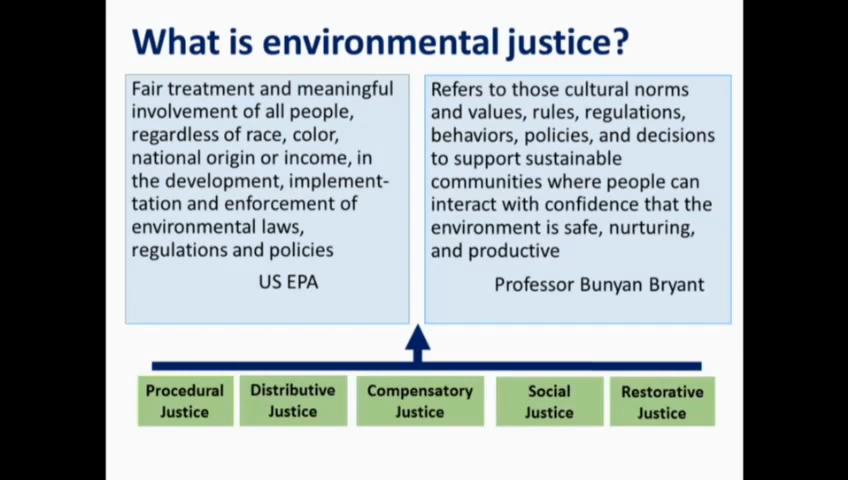 What is environmental justice?
Fair treatment and meaningful
involvement of all people,
regardless of race, color,
national origin or income, in
the development, implement-
tation and enforcement of
environmental laws,
regulations and policies
US EPA
Refers to those cultural norms
and values, rules, regulations,
behaviors, policies, and decisions
to support sustainable
communities where people can
interact with confidence that the
environment is safe, nurturing,
and productive
Professor Bunyan Bryant
Procedural
Justice
Distributive
Justice
Compensatory
Justice
Social
Justice
Restorative
Justice